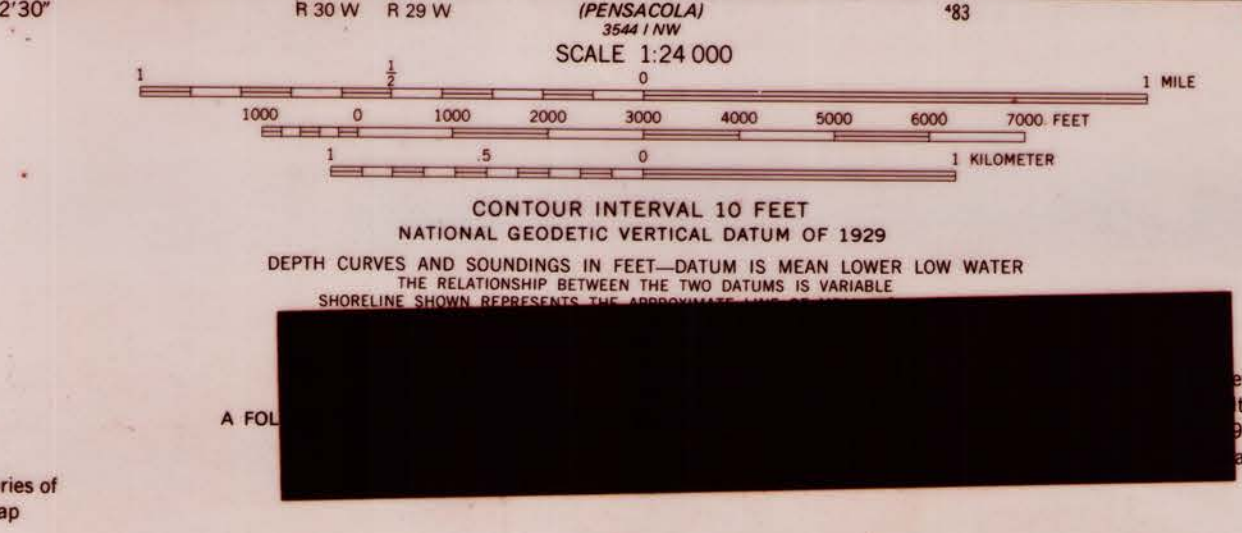 2'30" R 30 W R 29 W (PENSACOLA) ⁴83
3544 I NW
SCALE 1:24 000
1 ½ 0 1 MILE
1000 0 1000 2000 3000 4000 5000 6000 7000 FEET
1 .5 0 1 KILOMETER
CONTOUR INTERVAL 10 FEET
NATIONAL GEODETIC VERTICAL DATUM OF 1929
DEPTH CURVES AND SOUNDINGS IN FEET—DATUM IS MEAN LOWER LOW WATER
THE RELATIONSHIP BETWEEN THE TWO DATUMS IS VARIABLE
SHORELINE SHOWN REPRESENTS THE APPROXIMATE LINE OF
A FOL
ries of
ap